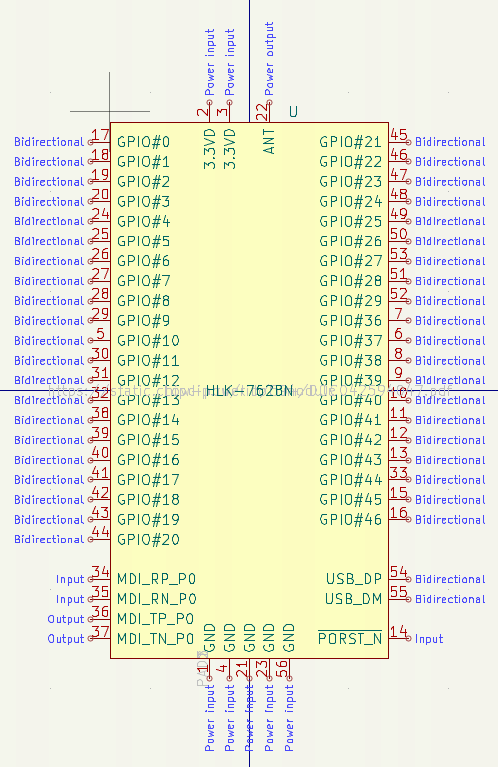 Power input
Power input
Power output
2
3
22
U
3.3VD
3.3VD
ANT
Bidirectional 17 GPIO#0 GPIO#21 45 Bidirectional
Bidirectional 18 GPIO#1 GPIO#22 46 Bidirectional
Bidirectional 19 GPIO#2 GPIO#23 47 Bidirectional
Bidirectional 20 GPIO#3 GPIO#24 48 Bidirectional
Bidirectional 24 GPIO#4 GPIO#25 49 Bidirectional
Bidirectional 25 GPIO#5 GPIO#26 50 Bidirectional
Bidirectional 26 GPIO#6 GPIO#27 53 Bidirectional
Bidirectional 27 GPIO#7 GPIO#28 51 Bidirectional
Bidirectional 28 GPIO#8 GPIO#29 52 Bidirectional
Bidirectional 29 GPIO#9 GPIO#36 7 Bidirectional
Bidirectional 5 GPIO#10 GPIO#37 6 Bidirectional
Bidirectional 30 GPIO#11 GPIO#38 8 Bidirectional
Bidirectional 31 GPIO#12 GPIO#39 9 Bidirectional
HLK-7628N
Bidirectional GPIO#13 GPIO#40 10 Bidirectional
Bidirectional 38 GPIO#14 GPIO#41 11 Bidirectional
Bidirectional 39 GPIO#15 GPIO#42 12 Bidirectional
Bidirectional 40 GPIO#16 GPIO#43 13 Bidirectional
Bidirectional 41 GPIO#17 GPIO#44 33 Bidirectional
Bidirectional 42 GPIO#18 GPIO#45 15 Bidirectional
Bidirectional 43 GPIO#19 GPIO#46 16 Bidirectional
Bidirectional 44 GPIO#20
Input 34 MDI_RP_P0 USB_DP 54 Bidirectional
Input 35 MDI_RN_P0 USB_DM 55 Bidirectional
Output 36 MDI_TP_P0
Output 37 MDI_TN_P0 PORST_N 14 Input
GND
GND
GND
GND
GND
1
4
21
23
56
Power input
Power input
Power input
Power input
Power input